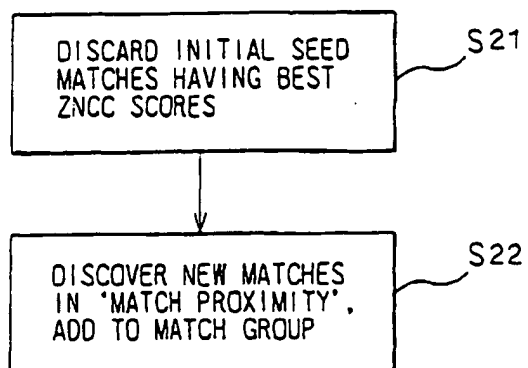 DISCARD INITIAL SEED
MATCHES HAVING BEST
ZNCC SCORES
S21
DISCOVER NEW MATCHES
IN 'MATCH PROXIMITY',
ADD TO MATCH GROUP
S22